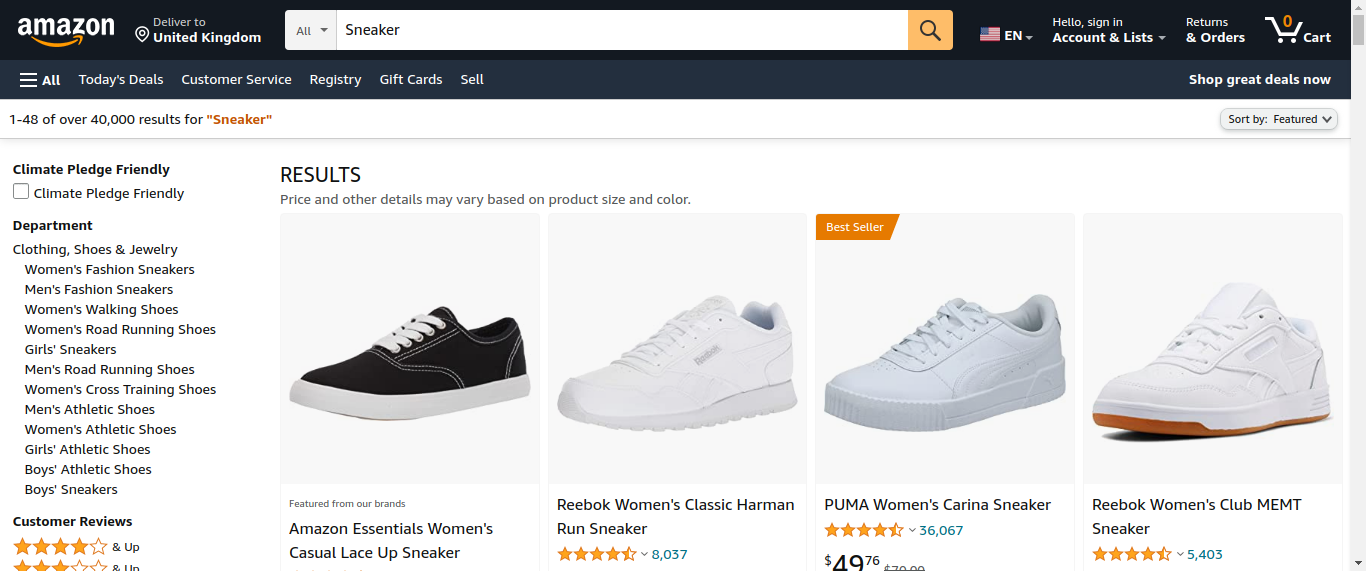 amazon
Deliver to
United Kingdom
All
Sneaker
EN
Hello, sign in
Account & Lists
Returns
& Orders
0
Cart
All
Today's Deals
Customer Service
Registry
Gift Cards
Sell
Shop great deals now
1-48 of over 40,000 results for "Sneaker"
Sort by: Featured
Climate Pledge Friendly
Climate Pledge Friendly
Department
Clothing, Shoes & Jewelry
Women's Fashion Sneakers
Men's Fashion Sneakers
Women's Walking Shoes
Women's Road Running Shoes
Girls' Sneakers
Men's Road Running Shoes
Women's Cross Training Shoes
Men's Athletic Shoes
Women's Athletic Shoes
Girls' Athletic Shoes
Boys' Athletic Shoes
Boys' Sneakers
Customer Reviews
& Up
& Up
RESULTS
Price and other details may vary based on product size and color.
Featured from our brands
Amazon Essentials Women's
Casual Lace Up Sneaker
Reebok
Reebok Women's Classic Harman
Run Sneaker
8,037
Best Seller
PUMA Women's Carina Sneaker
36,067
$49.76 $70.00
Reebok Women's Club MEMT
Sneaker
5,403